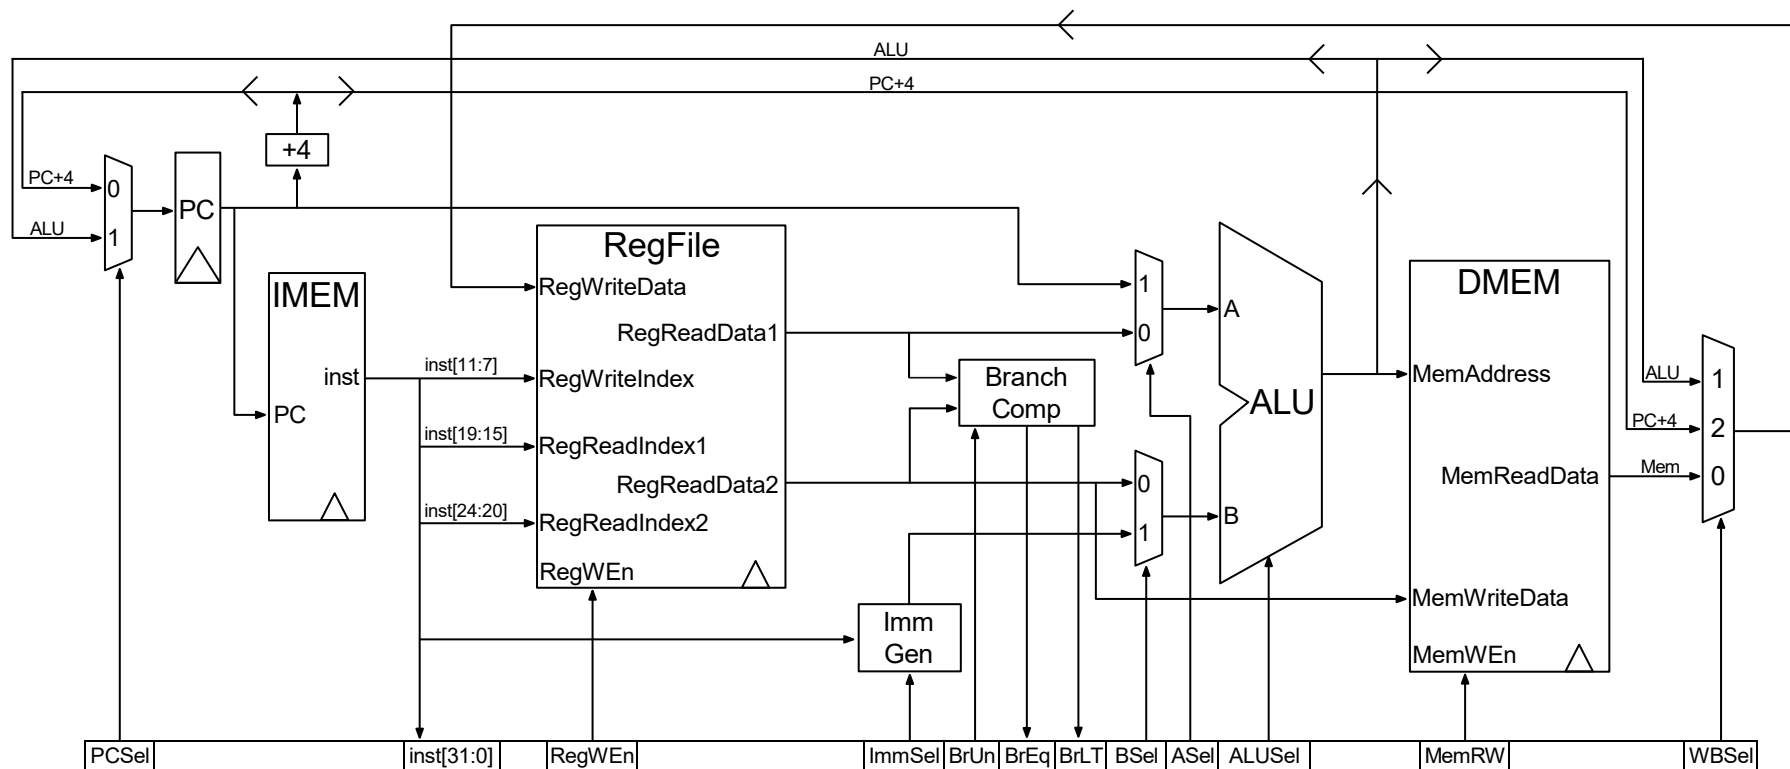 ALU
PC+4
+4
PC+4
0
PC
ALU
1
RegFile
IMEM
RegWriteData
1
DMEM
A
RegReadData1
0
inst
inst[11:7]
RegWriteIndex
Branch
Comp
MemAddress
ALU
1
ALU
PC
PC+4
2
inst[19:15]
RegReadIndex1
RegReadData2
0
MemReadData
Mem
0
inst[24:20]
RegReadIndex2
B
1
RegWEn
MemWriteData
Imm
Gen
MemWEn
PCSel
inst[31:0]
RegWEn
ImmSel
BrUn
BrEq
BrLT
BSel
ASel
ALUSel
MemRW
WBSel